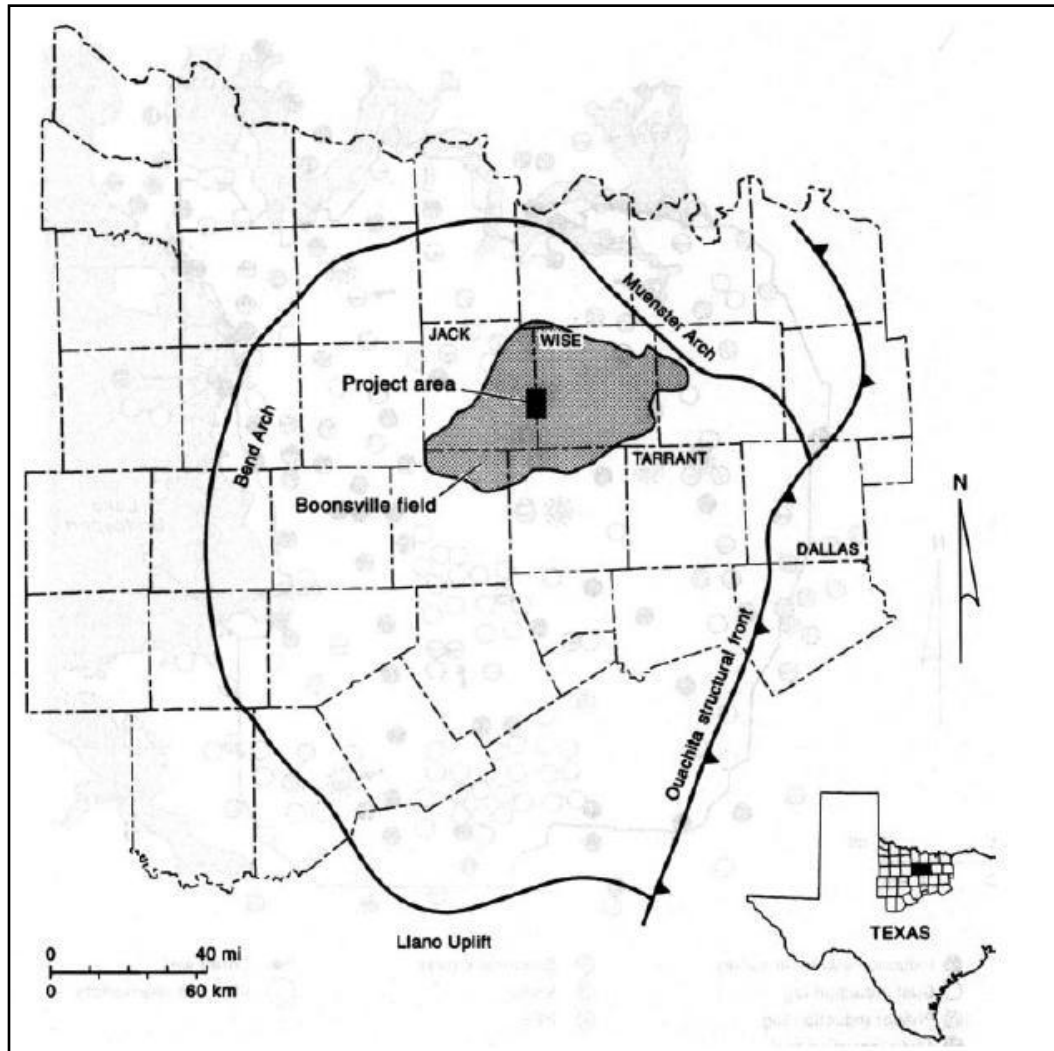 Muenster Arch
JACK
WISE
Project area
Bend Arch
TARRANT
Boonsville field
N
DALLAS
Ouachita structural front
Llano Uplift
TEXAS
0 40 mi
0 60 km